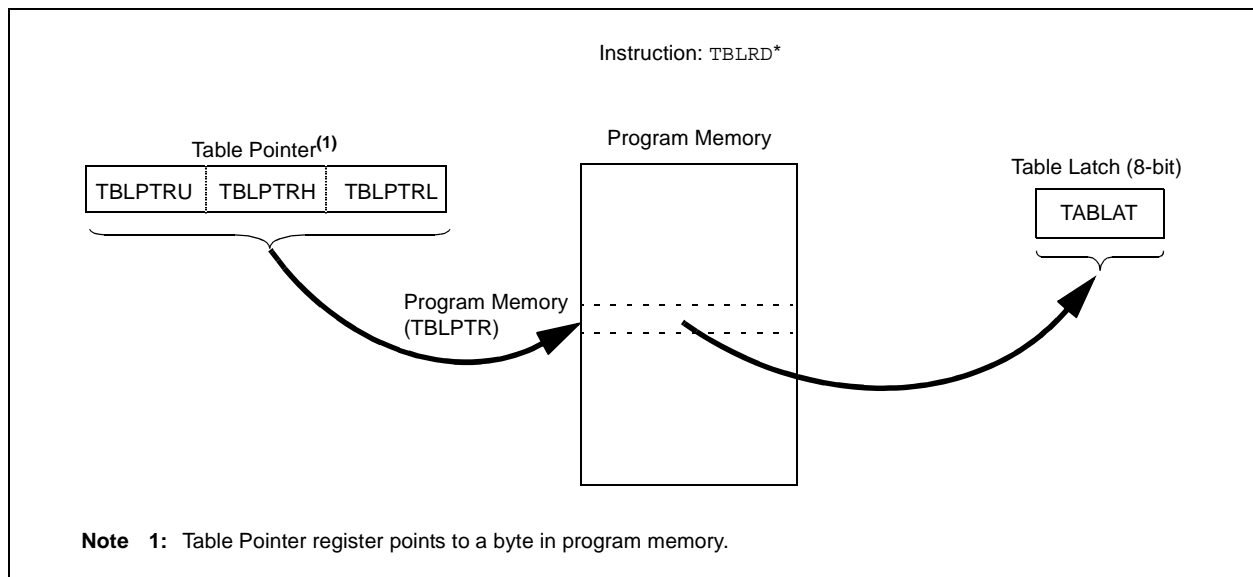 Instruction: TBLRD*
Table Pointer(1)
TBLPTRU TBLPTRH TBLPTRL
Program Memory
Table Latch (8-bit)
TABLAT
Program Memory
(TBLPTR)
Note 1: Table Pointer register points to a byte in program memory.